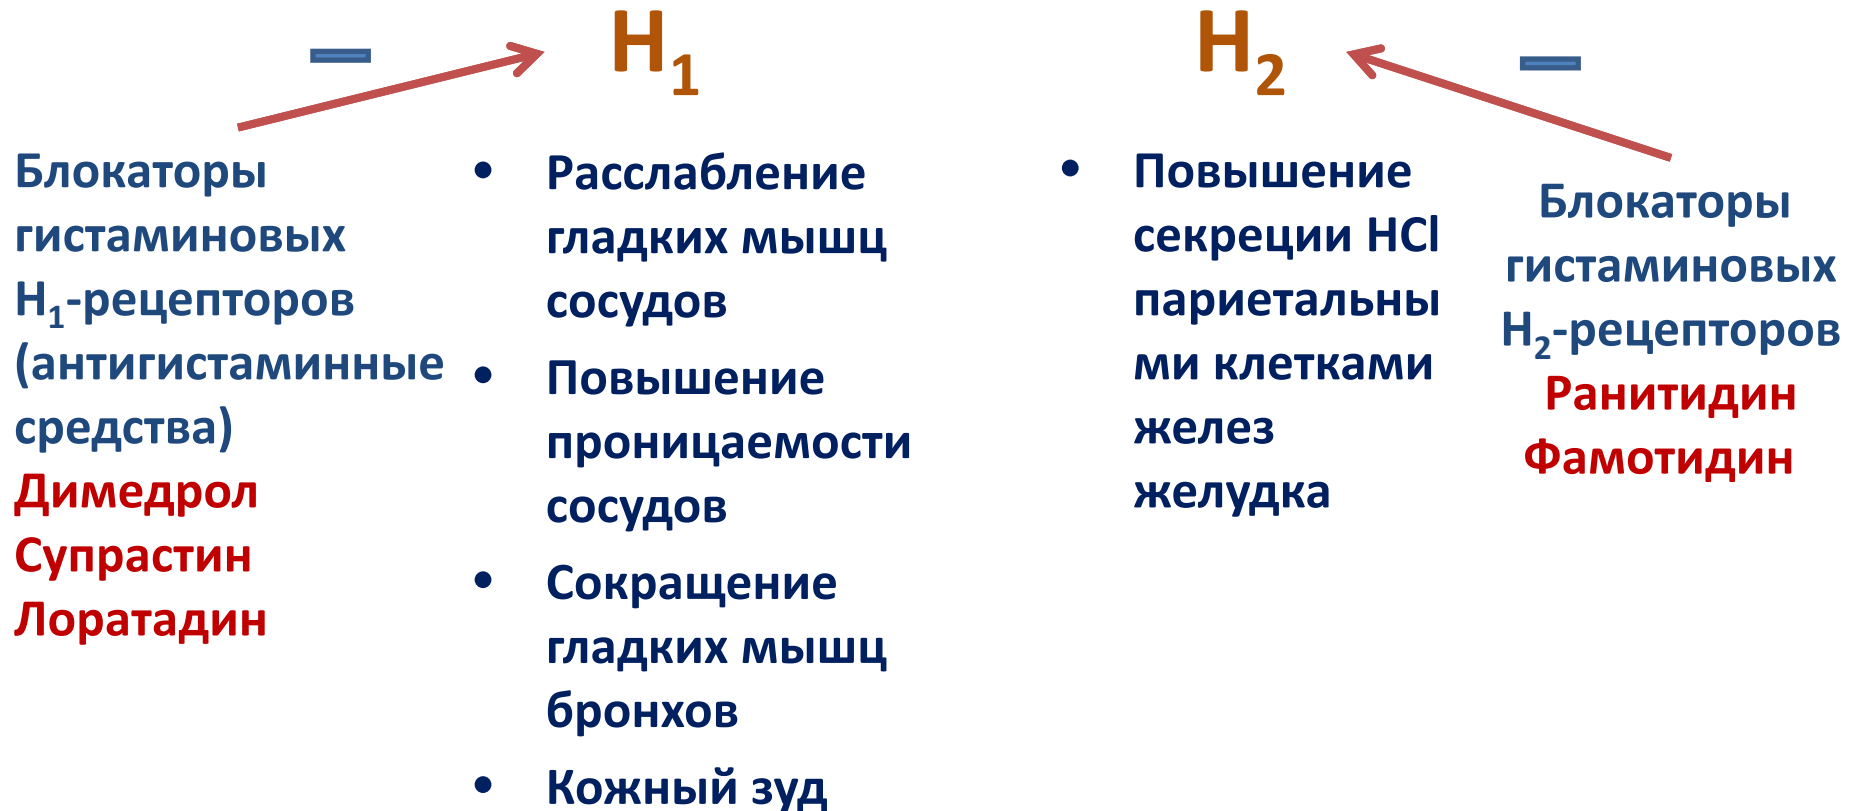 H1
H2
Блокаторы
гистаминовых
H1-рецепторов
(антигистаминные
средства)
Димедрол
Супрастин
Лоратадин
• Расслабление
гладких мышц
сосудов
• Повышение
проницаемости
сосудов
• Сокращение
гладких мышц
бронхов
• Кожный зуд
• Повышение
секреции HCl
париетальны
ми клетками
желез
желудка
Блокаторы
гистаминовых
H2-рецепторов
Ранитидин
Фамотидин